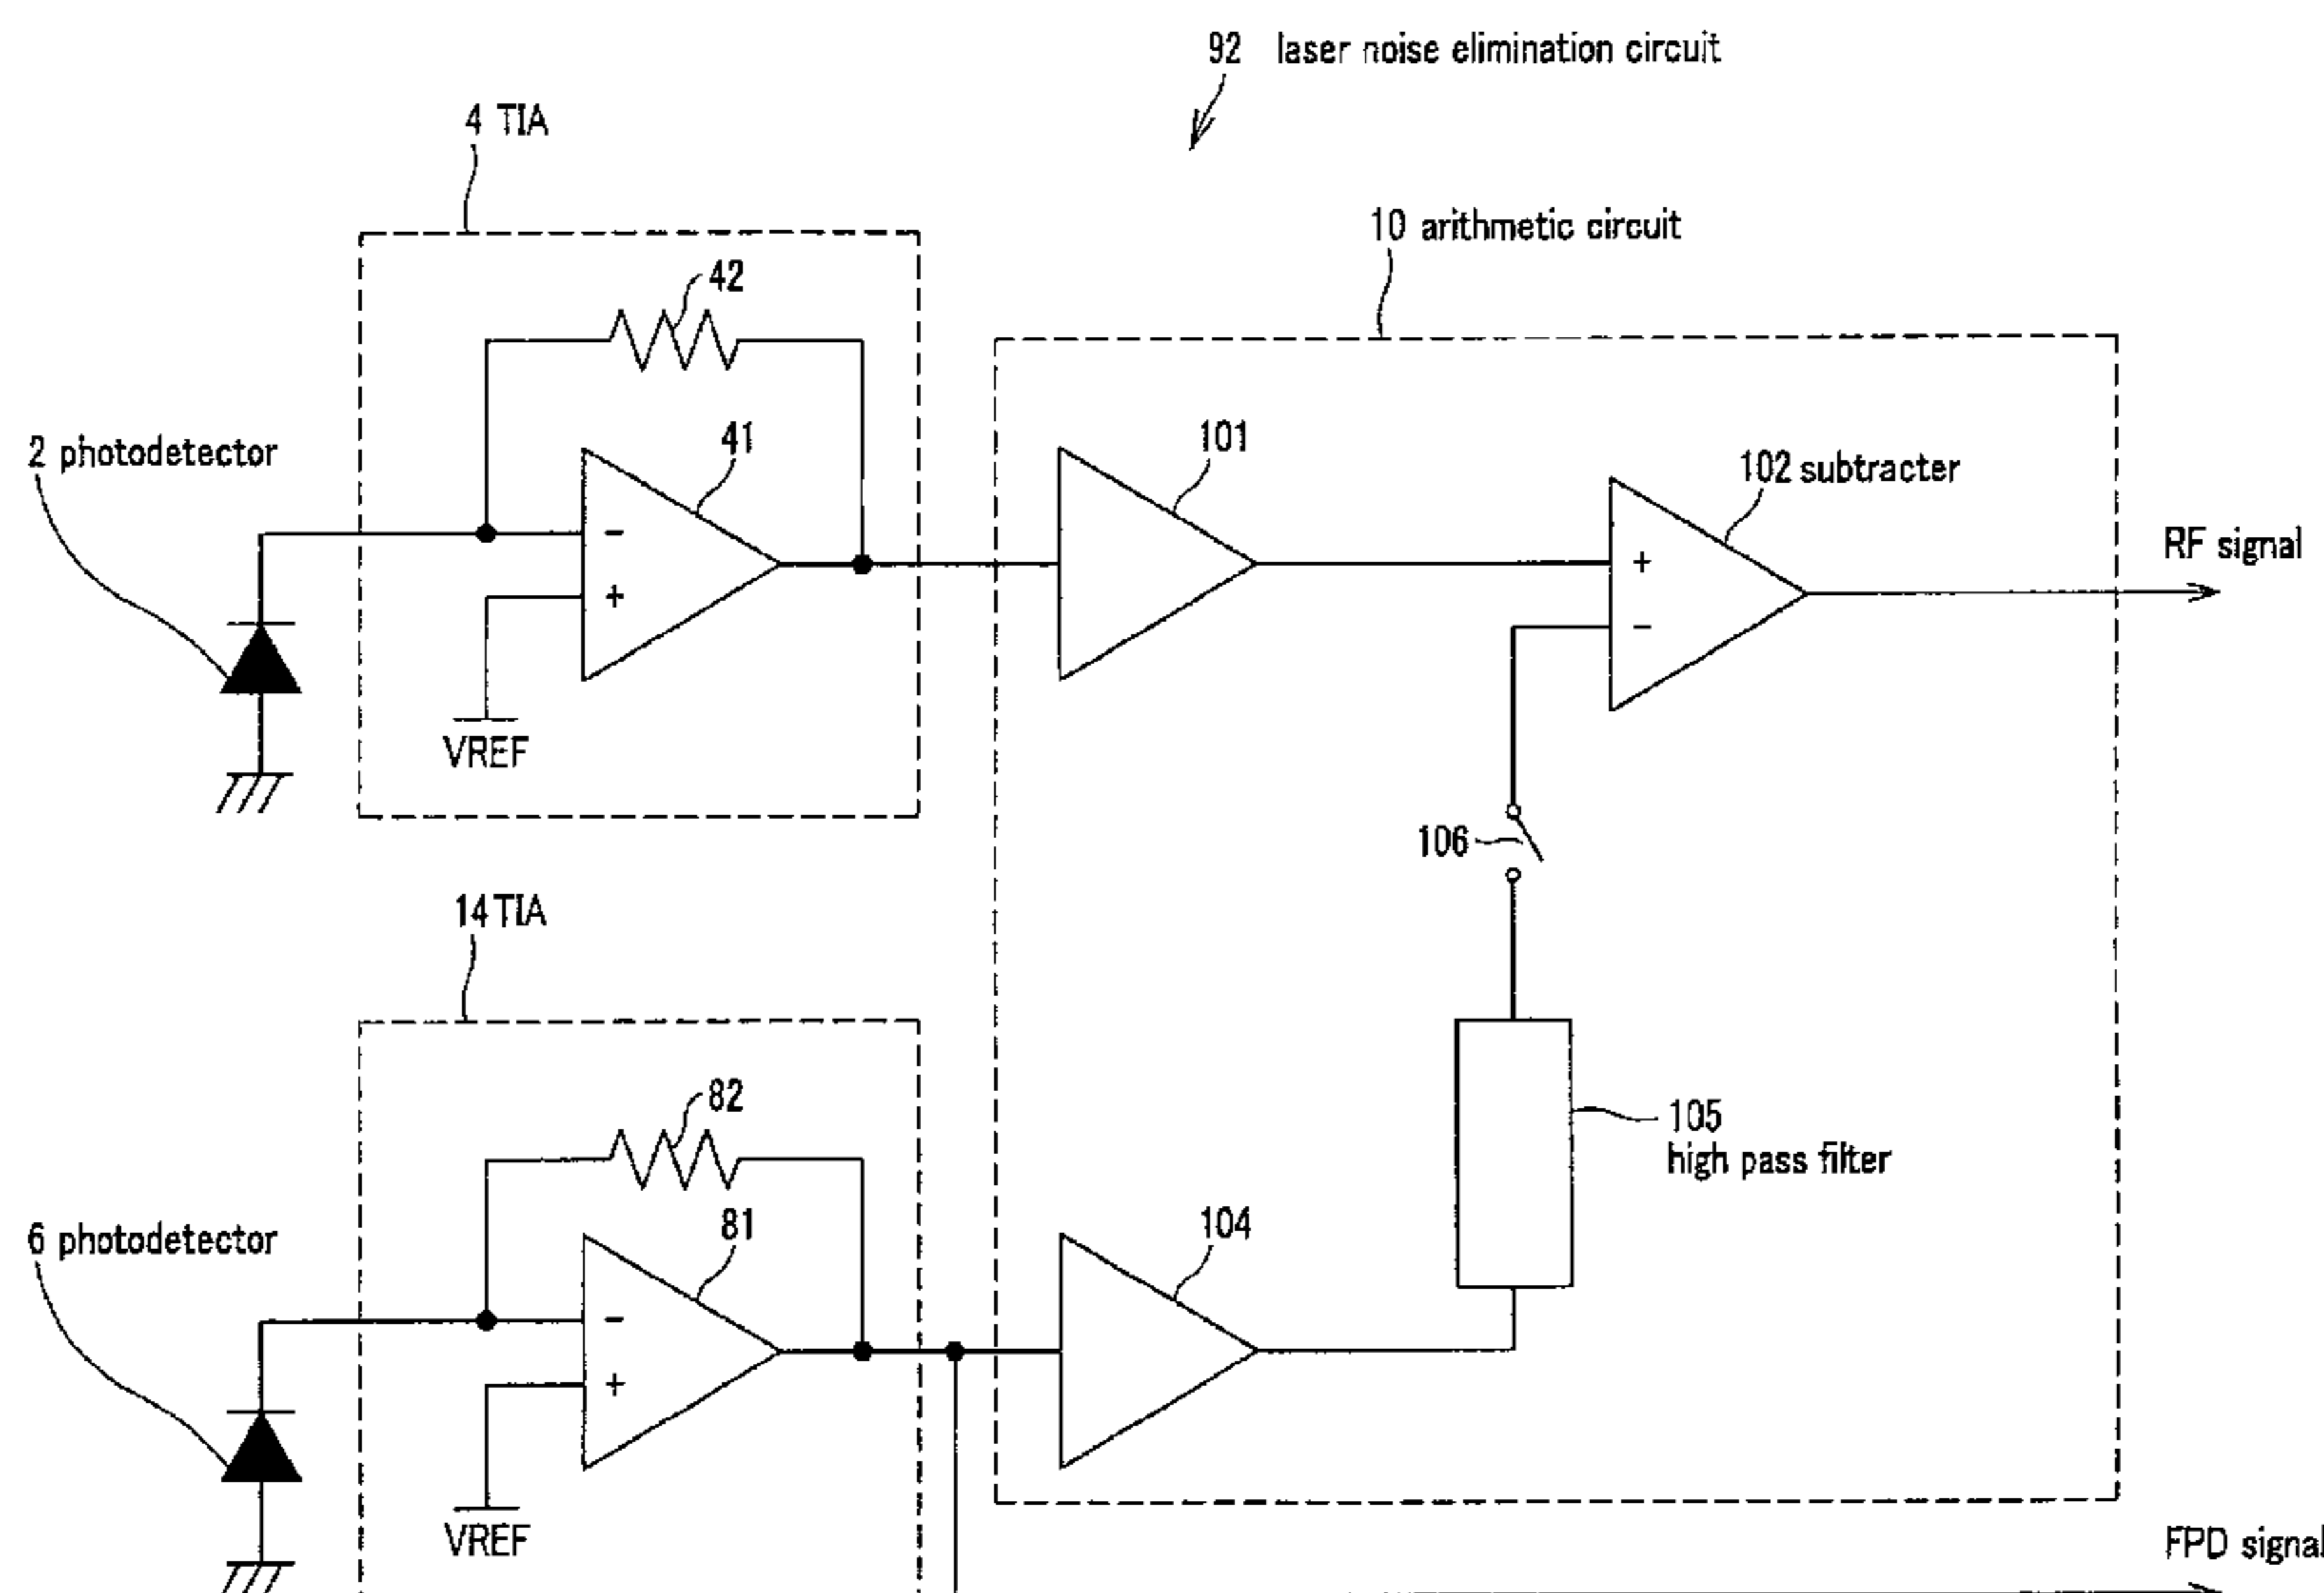 92 laser noise elimination circuit
4 TIA
10 arithmetic circuit
42
2 photodetector
41
101
102 subtracter
RF signal
-
+
+
-
VREF
106
14 TIA
82
105
high pass filter
6 photodetector
81
104
-
+
VREF
FPD signal